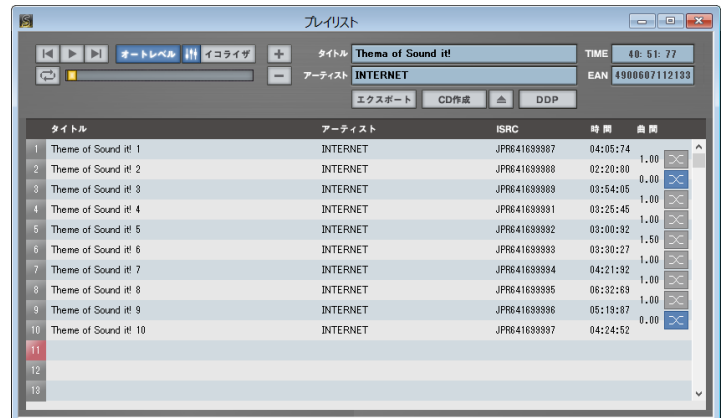 プレイリスト
オートレベル イコライザ + タイトル Thema of Sound it! TIME 40: 51: 77
− アーティスト INTERNET EAN 4900607112133
エクスポート CD作成 DDP
タイトル アーティスト ISRC 時間 曲間
1 Theme of Sound it! 1 INTERNET JPR641699987 04:05:74
1.00
2 Theme of Sound it! 2 INTERNET JPR641699988 02:20:80
0.00
3 Theme of Sound it! 3 INTERNET JPR641699989 03:54:05
1.00
4 Theme of Sound it! 4 INTERNET JPR641699991 03:25:45
1.00
5 Theme of Sound it! 5 INTERNET JPR641699992 03:00:92
1.50
6 Theme of Sound it! 6 INTERNET JPR641699993 03:30:27
1.00
7 Theme of Sound it! 7 INTERNET JPR641699994 04:21:92
1.00
8 Theme of Sound it! 8 INTERNET JPR641699995 06:32:69
1.00
9 Theme of Sound it! 9 INTERNET JPR641699996 05:19:87
0.00
10 Theme of Sound it! 10 INTERNET JPR641699997 04:24:52
11
12
13